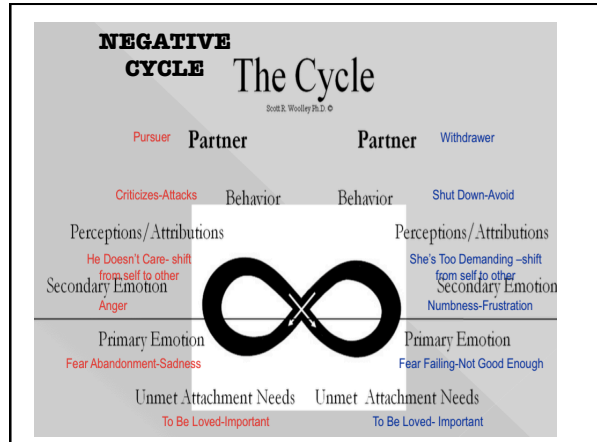 NEGATIVE
CYCLE
The Cycle
Scott R. Woolley Ph.D. ©
Pursuer Partner Partner Withdrawer
Criticizes-Attacks Behavior Behavior Shut Down-Avoid
Perceptions/Attributions Perceptions/Attributions
He Doesn't Care- shift She's Too Demanding –shift
from self to other from self to other
Secondary Emotion Secondary Emotion
Anger Numbness-Frustration
Primary Emotion Primary Emotion
Fear Abandonment-Sadness Fear Failing-Not Good Enough
Unmet Attachment Needs Unmet Attachment Needs
To Be Loved-Important To Be Loved- Important